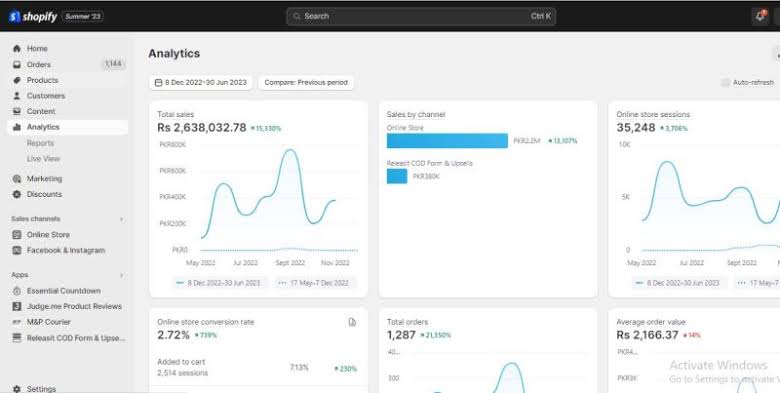 shopify Summer '23
Search Ctrl K
Home
Orders 1,144
Products
Customers
Content
Analytics
Reports
Live View
Marketing
Discounts
Sales channels
Online Store
Facebook & Instagram
Apps
Essential Countdown
Judge.me Product Reviews
M&P Courier
Releasit COD Form & Upse...
Settings
Analytics
8 Dec 2022–30 Jun 2023
Compare: Previous period
Auto-refresh
Total sales
Rs 2,638,032.78 15,330%
PKR800K
PKR600K
PKR400K
PKR200K
PKR0
May 2022 Jul 2022 Sept 2022 Nov 2022
8 Dec 2022–30 Jun 2023 17 May–7 Dec 2022
Sales by channel
Online Store
PKR2.2M 13,107%
Releasit COD Form & Upsells
PKR380K
Online store sessions
35,248 3,706%
10K
5K
0
May 2022 Jul 2022 Sept 2022
8 Dec 2022–30 Jun 2023
Online store conversion rate
2.72% 739%
Added to cart
2,514 sessions
7.13% 230%
Total orders
1,287 21,350%
40...
300
Average order value
Rs 2,166.37 14%
PKR4...
PKR3K
Activate Windows
Go to Settings to activate